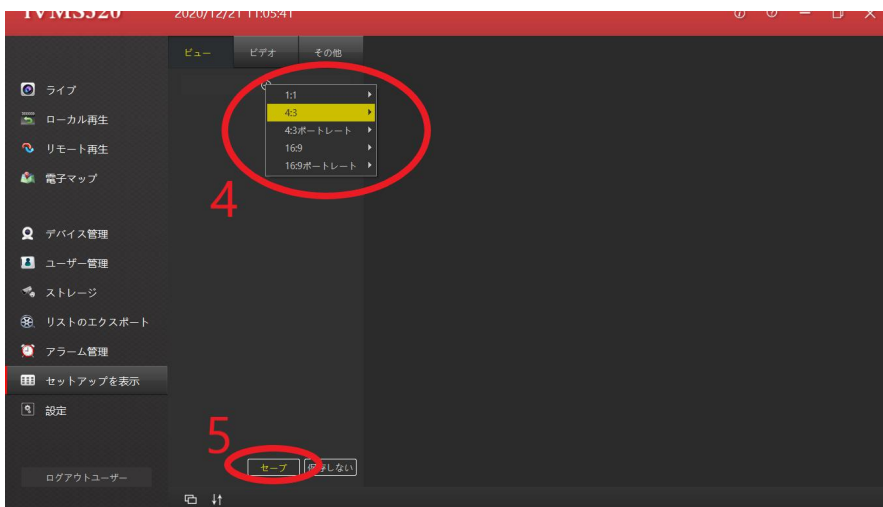 IVMS320
2020/12/21 11:05:41
ビュー
ビデオ
その他
1:1
4:3
4:3ポートレート
16:9
16:9ポートレート
4
ライブ
ローカル再生
リモート再生
電子マップ
デバイス管理
ユーザー管理
ストレージ
リストのエクスポート
アラーム管理
セットアップを表示
設定
ログアウトユーザー
5
セーブ
保存しない